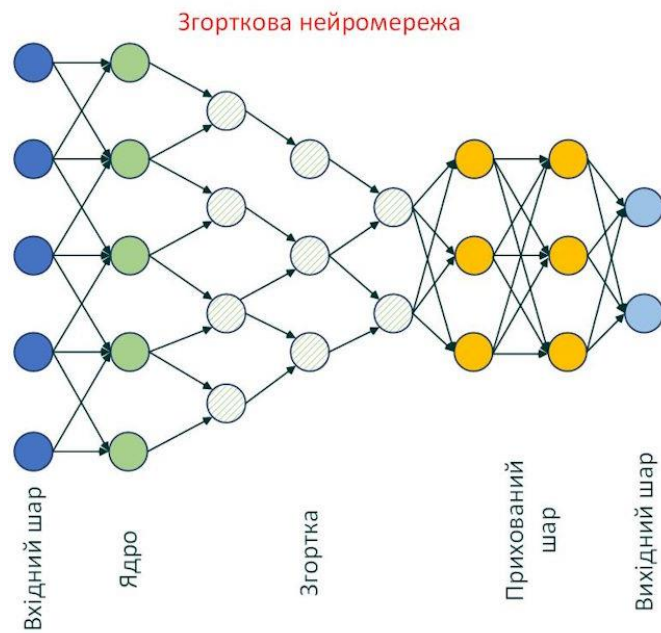 Згорткова нейромережа
Вхідний шар
Ядро
Згортка
Прихований
шар
Вихідний шар